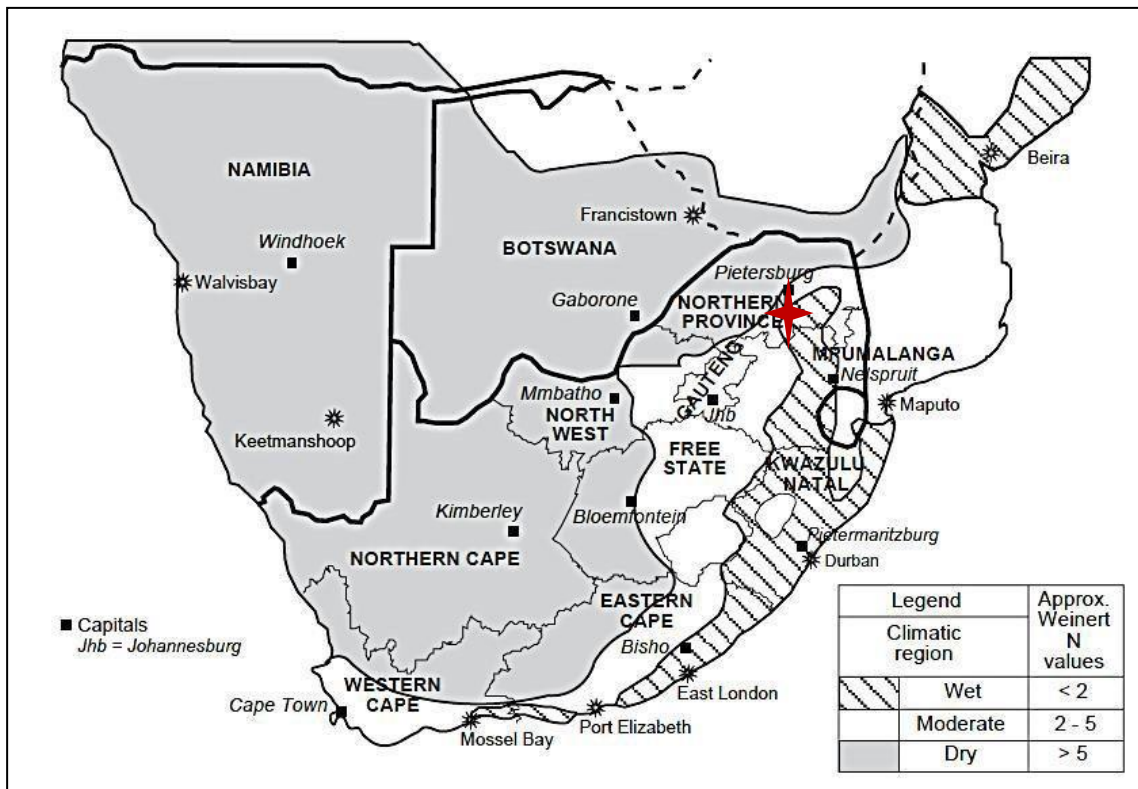 Beira
NAMIBIA
Francistown
Windhoek
BOTSWANA
Pietersburg
Walvisbay
Gaborone
NORTHERN
PROVINCE
MPUMALANGA
GAUTENG
Nelspruit
Mmbatho
Jhb
Maputo
NORTH
WEST
Keetmanshoop
FREE
STATE
KWAZULU
NATAL
Kimberley
Bloemfontein
Pietermaritzburg
NORTHERN CAPE
Durban
EASTERN
CAPE
Capitals
Jhb = Johannesburg
Bisho
East London
WESTERN
CAPE
Cape Town
Port Elizabeth
Mossel Bay
Legend
Approx.
Weinert
N
values
Climatic
region
Wet
< 2
Moderate
2 - 5
Dry
> 5